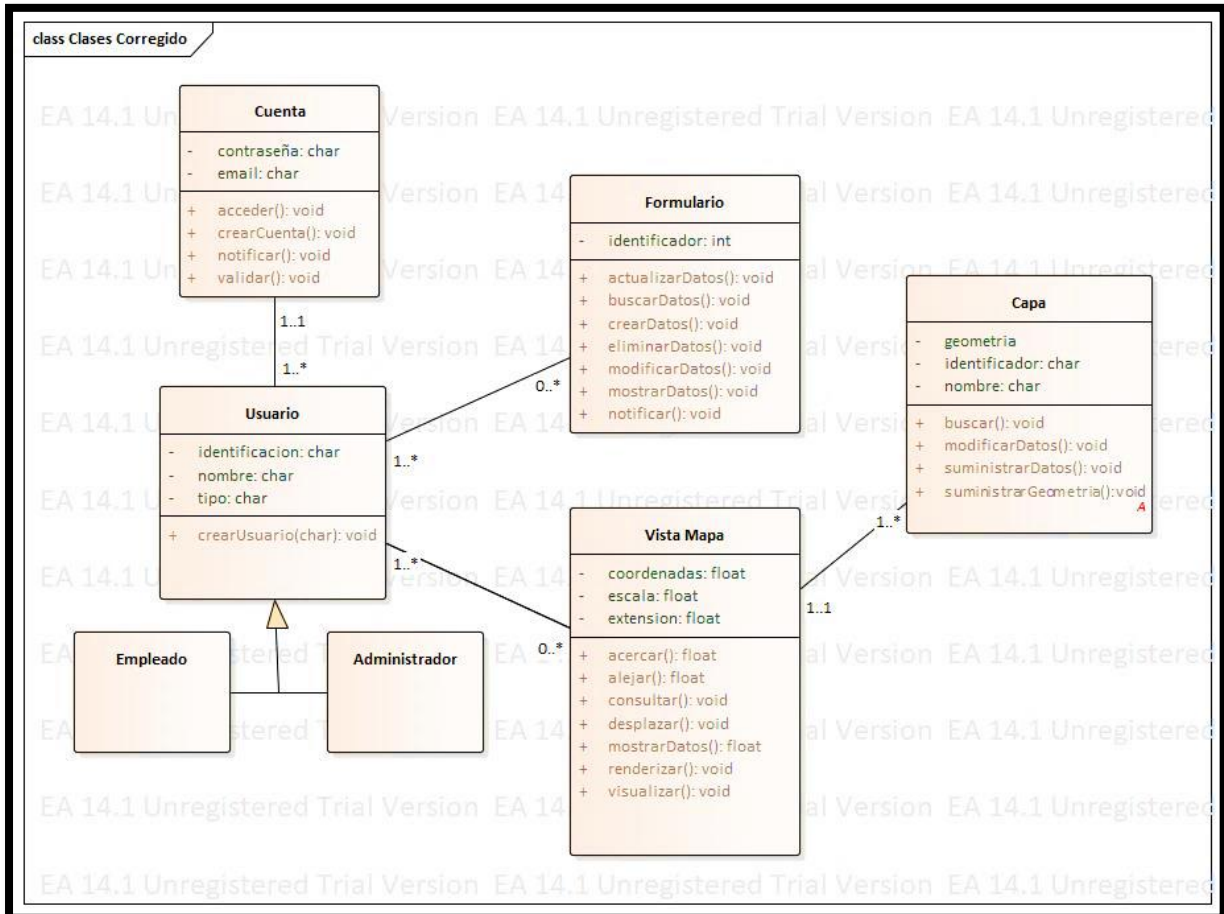 class Clases Corregido
EA 14.1 Unregistered Trial Version EA 14.1 Unregistered
Cuenta
- contraseña: char
- email: char
+ acceder(): void
+ crearCuenta(): void
+ notificar(): void
+ validar(): void
1..1
1..*
Usuario
- identificacion: char
- nombre: char
- tipo: char
+ crearUsuario(char): void
1..*
0..*
1..*
0..*
Empleado
Administrador
Formulario
- identificador: int
+ actualizarDatos(): void
+ buscarDatos(): void
+ crearDatos(): void
+ eliminarDatos(): void
+ modificarDatos(): void
+ mostrarDatos(): void
+ notificar(): void
Vista Mapa
- coordenadas: float
- escala: float
- extension: float
+ acercar(): float
+ alejar(): float
+ consultar(): void
+ desplazar(): void
+ mostrarDatos(): float
+ renderizar(): void
+ visualizar(): void
1..1
1..*
Capa
- geometria
- identificador: char
- nombre: char
+ buscar(): void
+ modificarDatos(): void
+ suministrarDatos(): void
+ suministrarGeometria():void
A
EA 14.1 Unregistered Trial Version EA 14.1 Unregistered